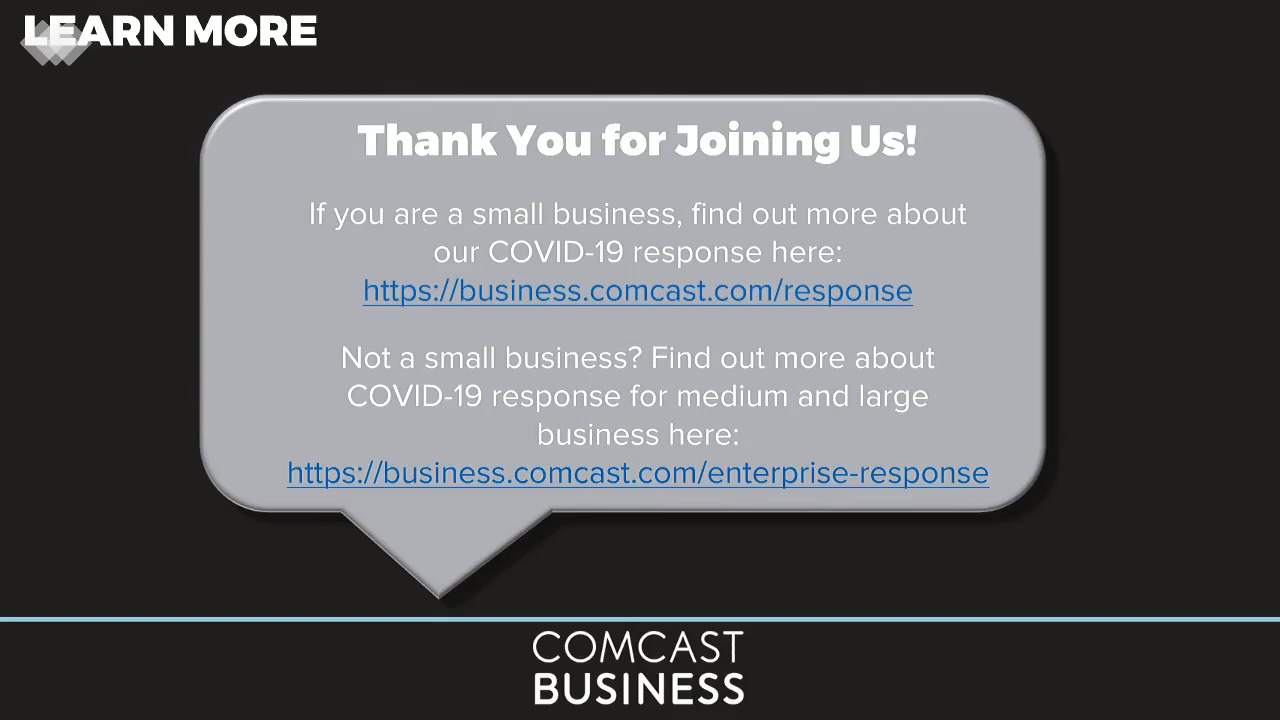 LEARN MORE
Thank You for Joining Us!
If you are a small business, find out more about
our COVID-19 response here:
https://business.comcast.com/response
Not a small business? Find out more about
COVID-19 response for medium and large
business here:
https://business.comcast.com/enterprise-response
COMCAST
BUSINESS